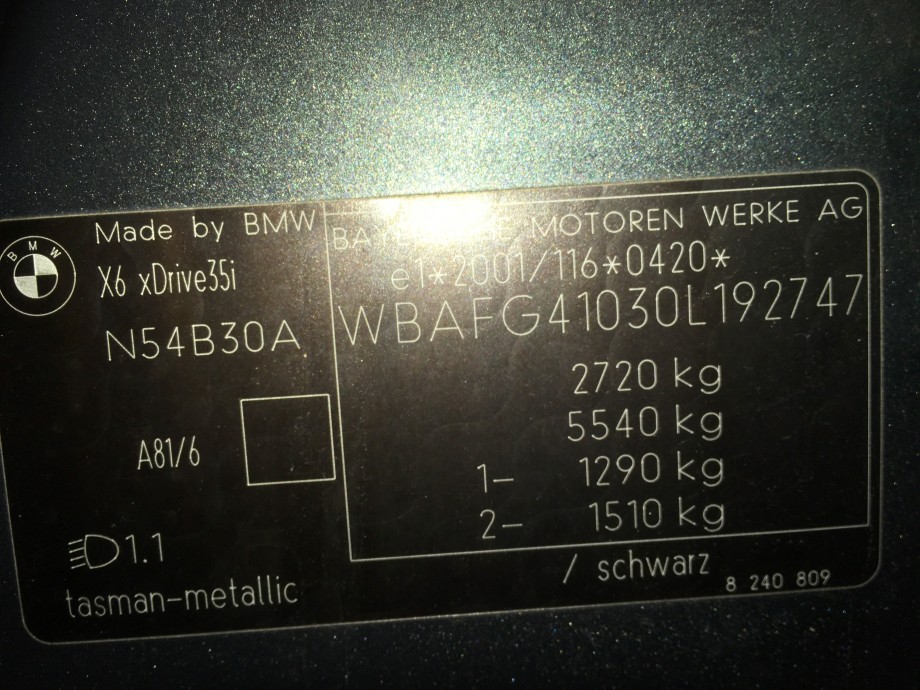 Made by BMW
BMW
X6 xDrive35i
N54B30A
A81/6
1.1
tasman-metallic
MOTOREN WERKE AG
e1*2001/116*0420*
WBAFG41030L192747
2720 kg
5540 kg
1- 1290 kg
2- 1510 kg
/ schwarz
8 240 809